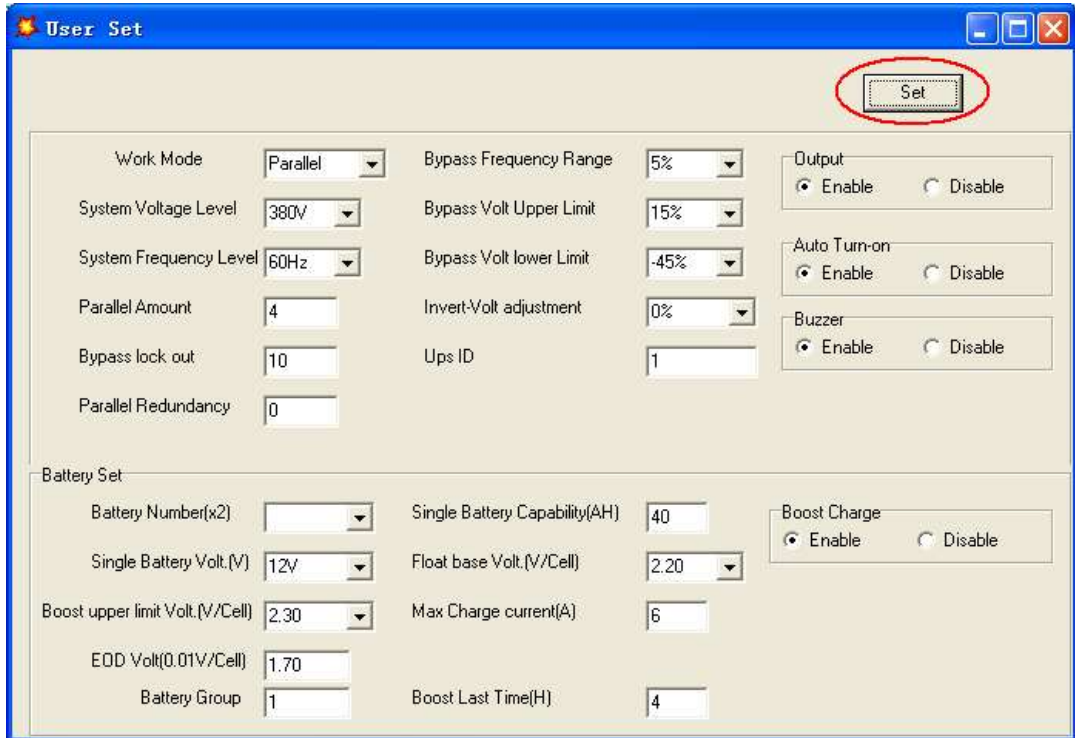 User Set
Set
Work Mode Parallel Bypass Frequency Range 5% Output
Enable Disable
System Voltage Level 380V Bypass Volt Upper Limit 15%
System Frequency Level 60Hz Bypass Volt lower Limit -45% Auto Turn-on
Enable Disable
Parallel Amount 4 Invert-Volt adjustment 0% Buzzer
Enable Disable
Bypass lock out 10 Ups ID 1
Parallel Redundancy 0
Battery Set
Battery Number(x2) Single Battery Capability(AH) 40 Boost Charge
Enable Disable
Single Battery Volt.(V) 12V Float base Volt.(V/Cell) 2.20
Boost upper limit Volt.(V/Cell) 2.30 Max Charge current(A) 6
EOD Volt(0.01V/Cell) 1.70
Battery Group 1 Boost Last Time(H) 4